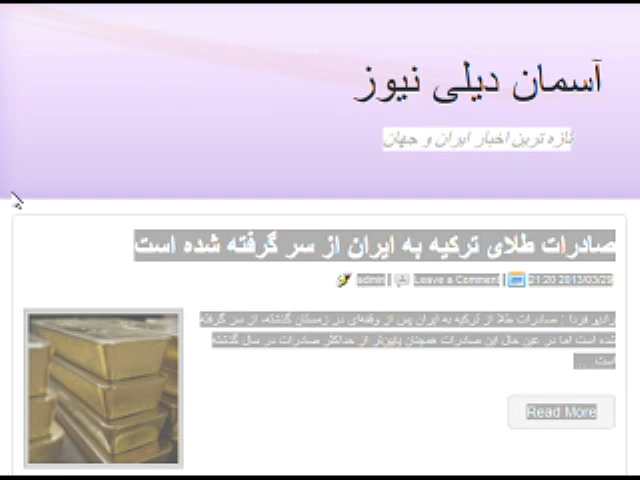 آسمان دیلی نیوز
تازه ترین اخبار ایران و جهان
صادرات طلای ترکیه به ایران از سر گرفته شده است
admin | Leave a Comment | 21:20 2013/03/29
رادیو فردا : صادرات طلا از ترکیه به ایران پس از وقفه‌ای در زمستان گذشته، از سر گرفته
شده است اما در عین حال این صادرات همچنان پایین‌تر از حداکثر صادرات در سال گذشته
است. ...
Read More